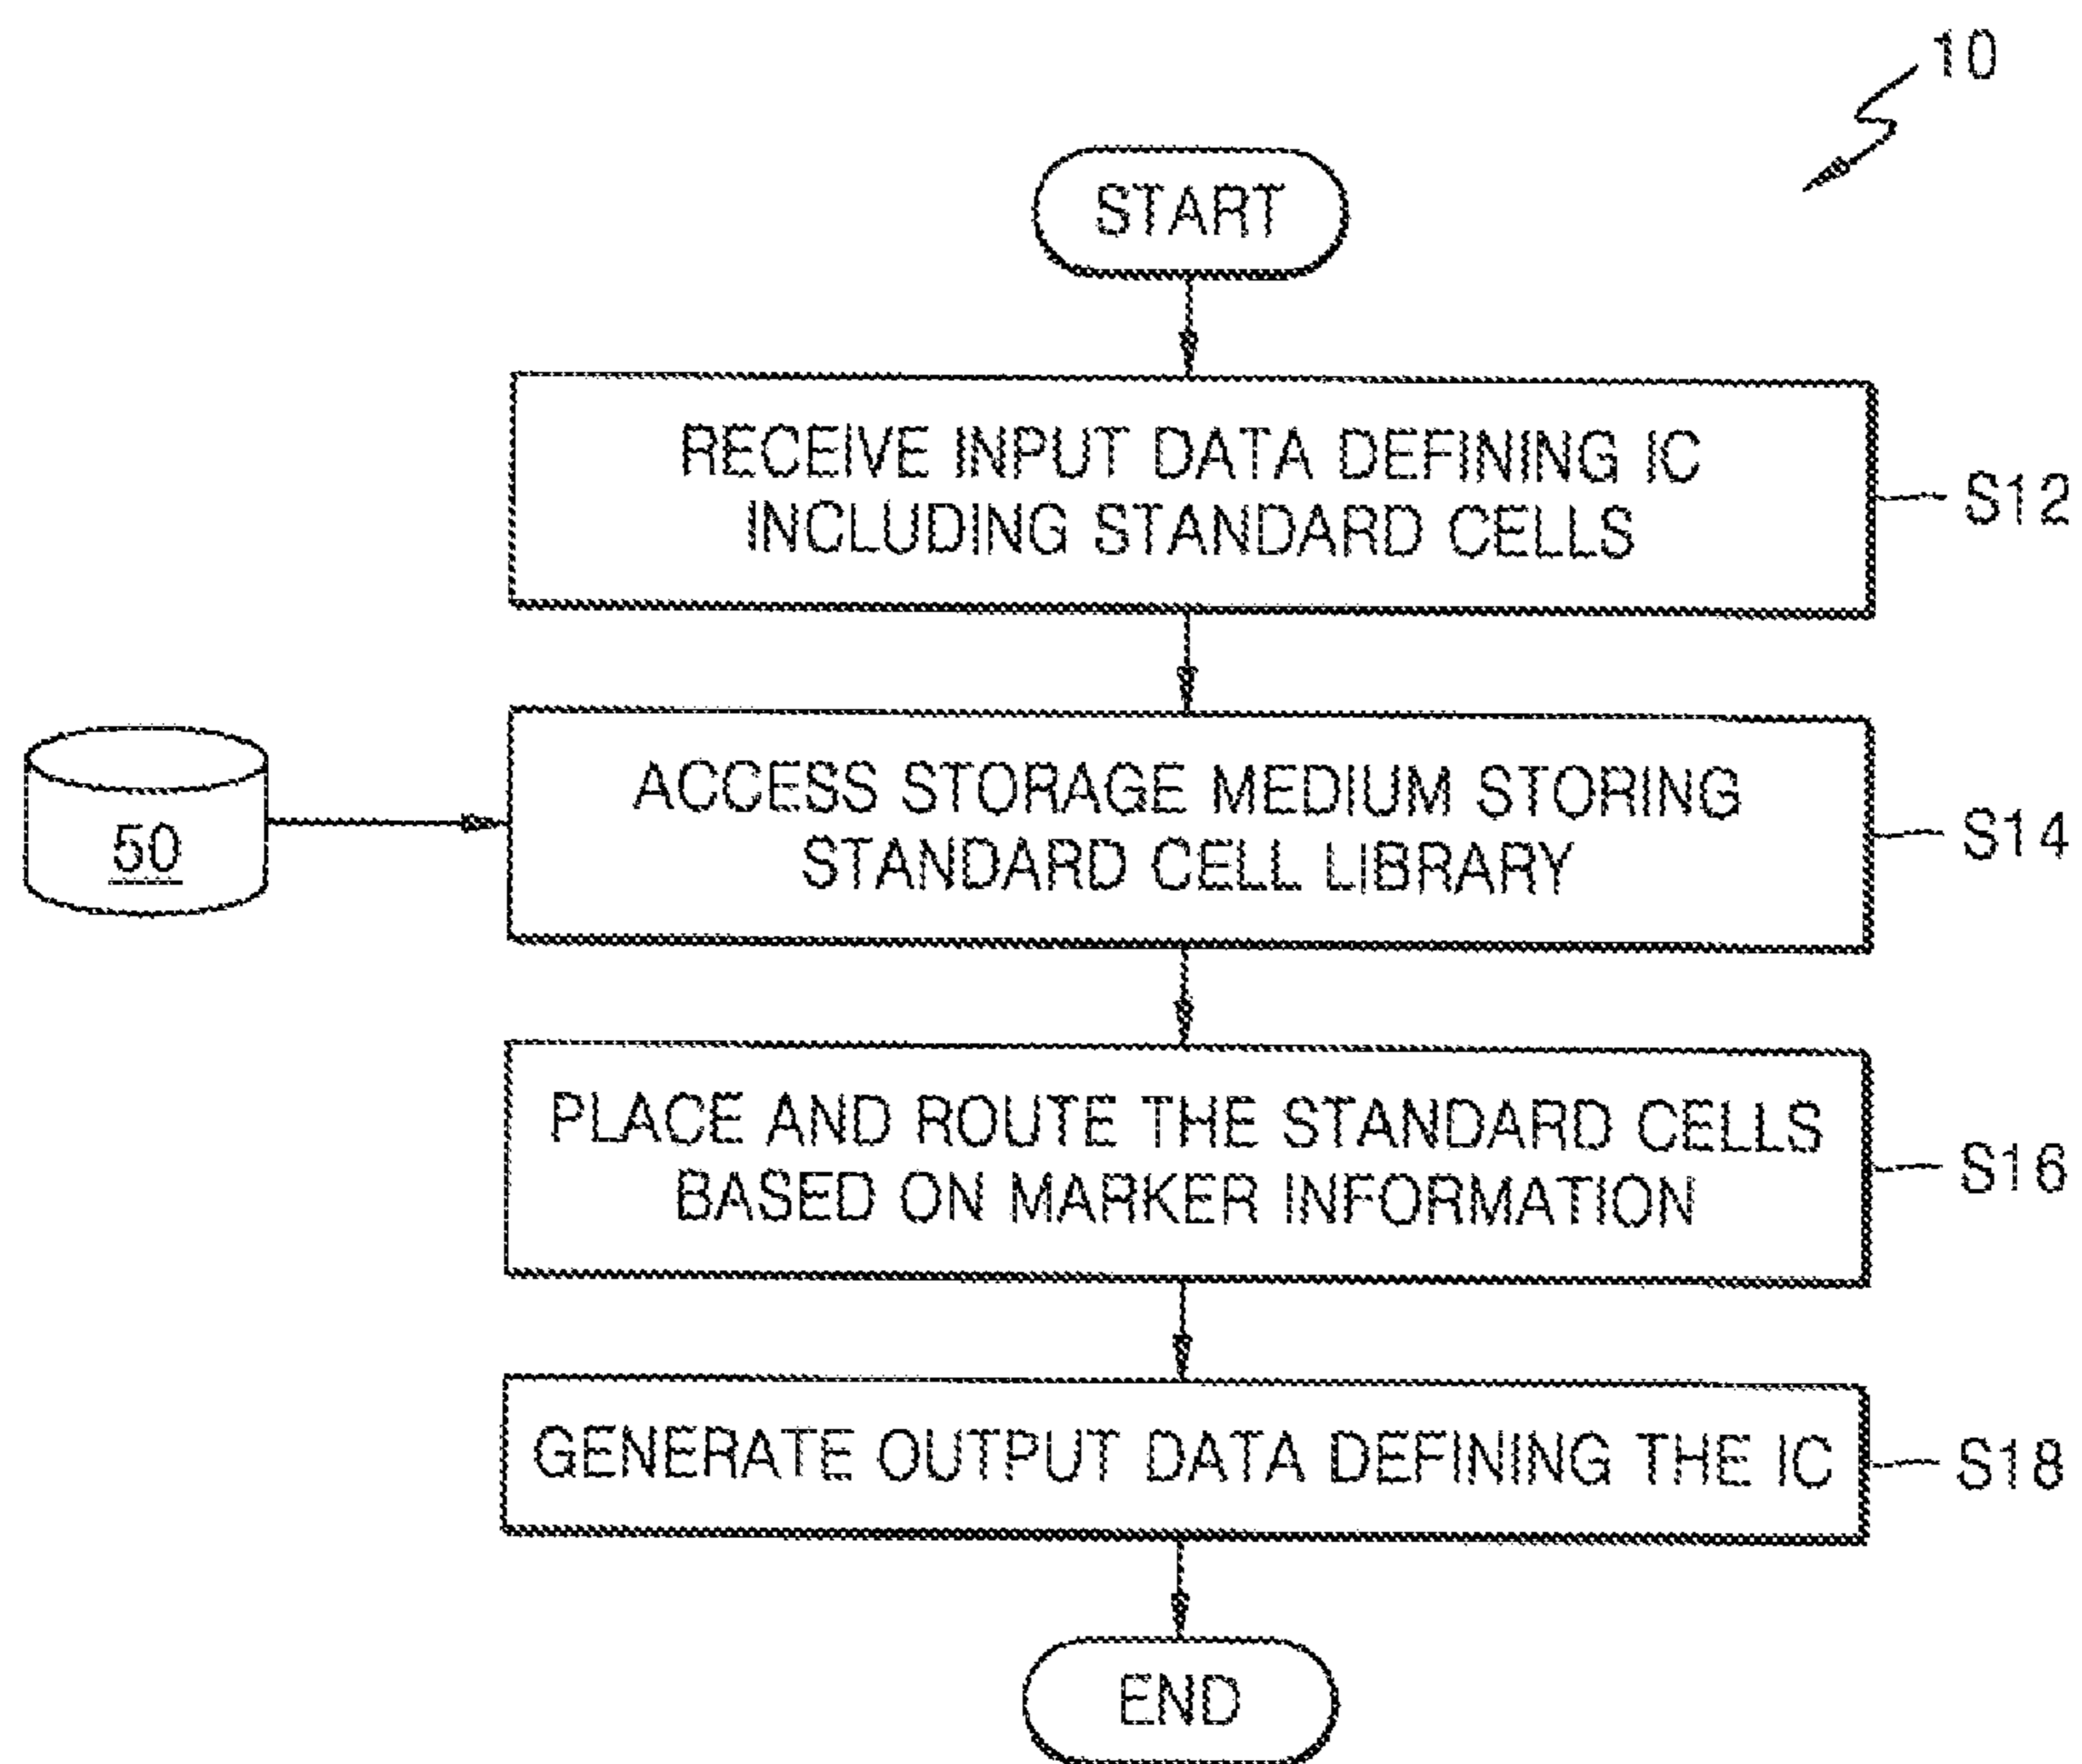 10
START
RECEIVE INPUT DATA DEFINING IC
INCLUDING STANDARD CELLS
S12
50
ACCESS STORAGE MEDIUM STORING
STANDARD CELL LIBRARY
S14
PLACE AND ROUTE THE STANDARD CELLS
BASED ON MARKER INFORMATION
S16
GENERATE OUTPUT DATA DEFINING THE IC
S18
END